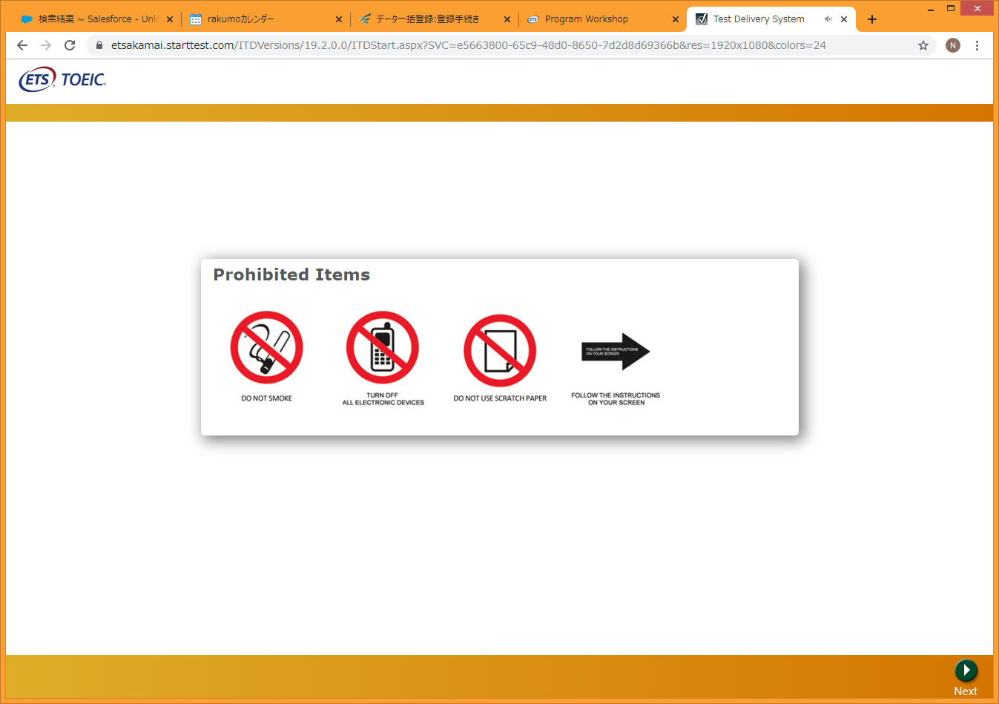 検索結果 ~ Salesforce - Unli
rakumoカレンダー
データ一括登録:登録手続き
Program Workshop
Test Delivery System
etsakamai.starttest.com/ITDVersions/19.2.0.0/ITDStart.aspx?SVC=e5663800-65c9-48d0-8650-7d2d8d69366b&res=1920x1080&colors=24
N
ETS TOEIC®
Prohibited Items
FOLLOW THE INSTRUCTIONS
ON YOUR SCREEN
DO NOT SMOKE
TURN OFF
ALL ELECTRONIC DEVICES
DO NOT USE SCRATCH PAPER
FOLLOW THE INSTRUCTIONS
ON YOUR SCREEN
Next